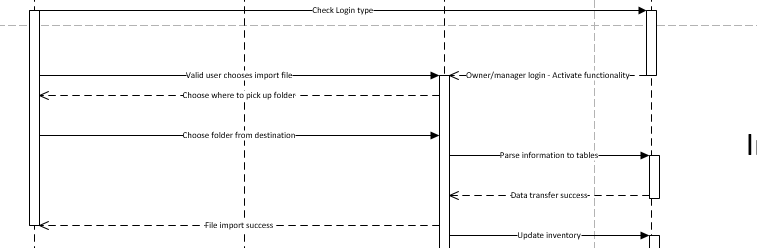 Check Login type
Valid user chooses import file
Owner/manager login - Activate functionality
Choose where to pick up folder
Choose folder from destination
Parse information to tables
Data transfer success
File import success
Update inventory